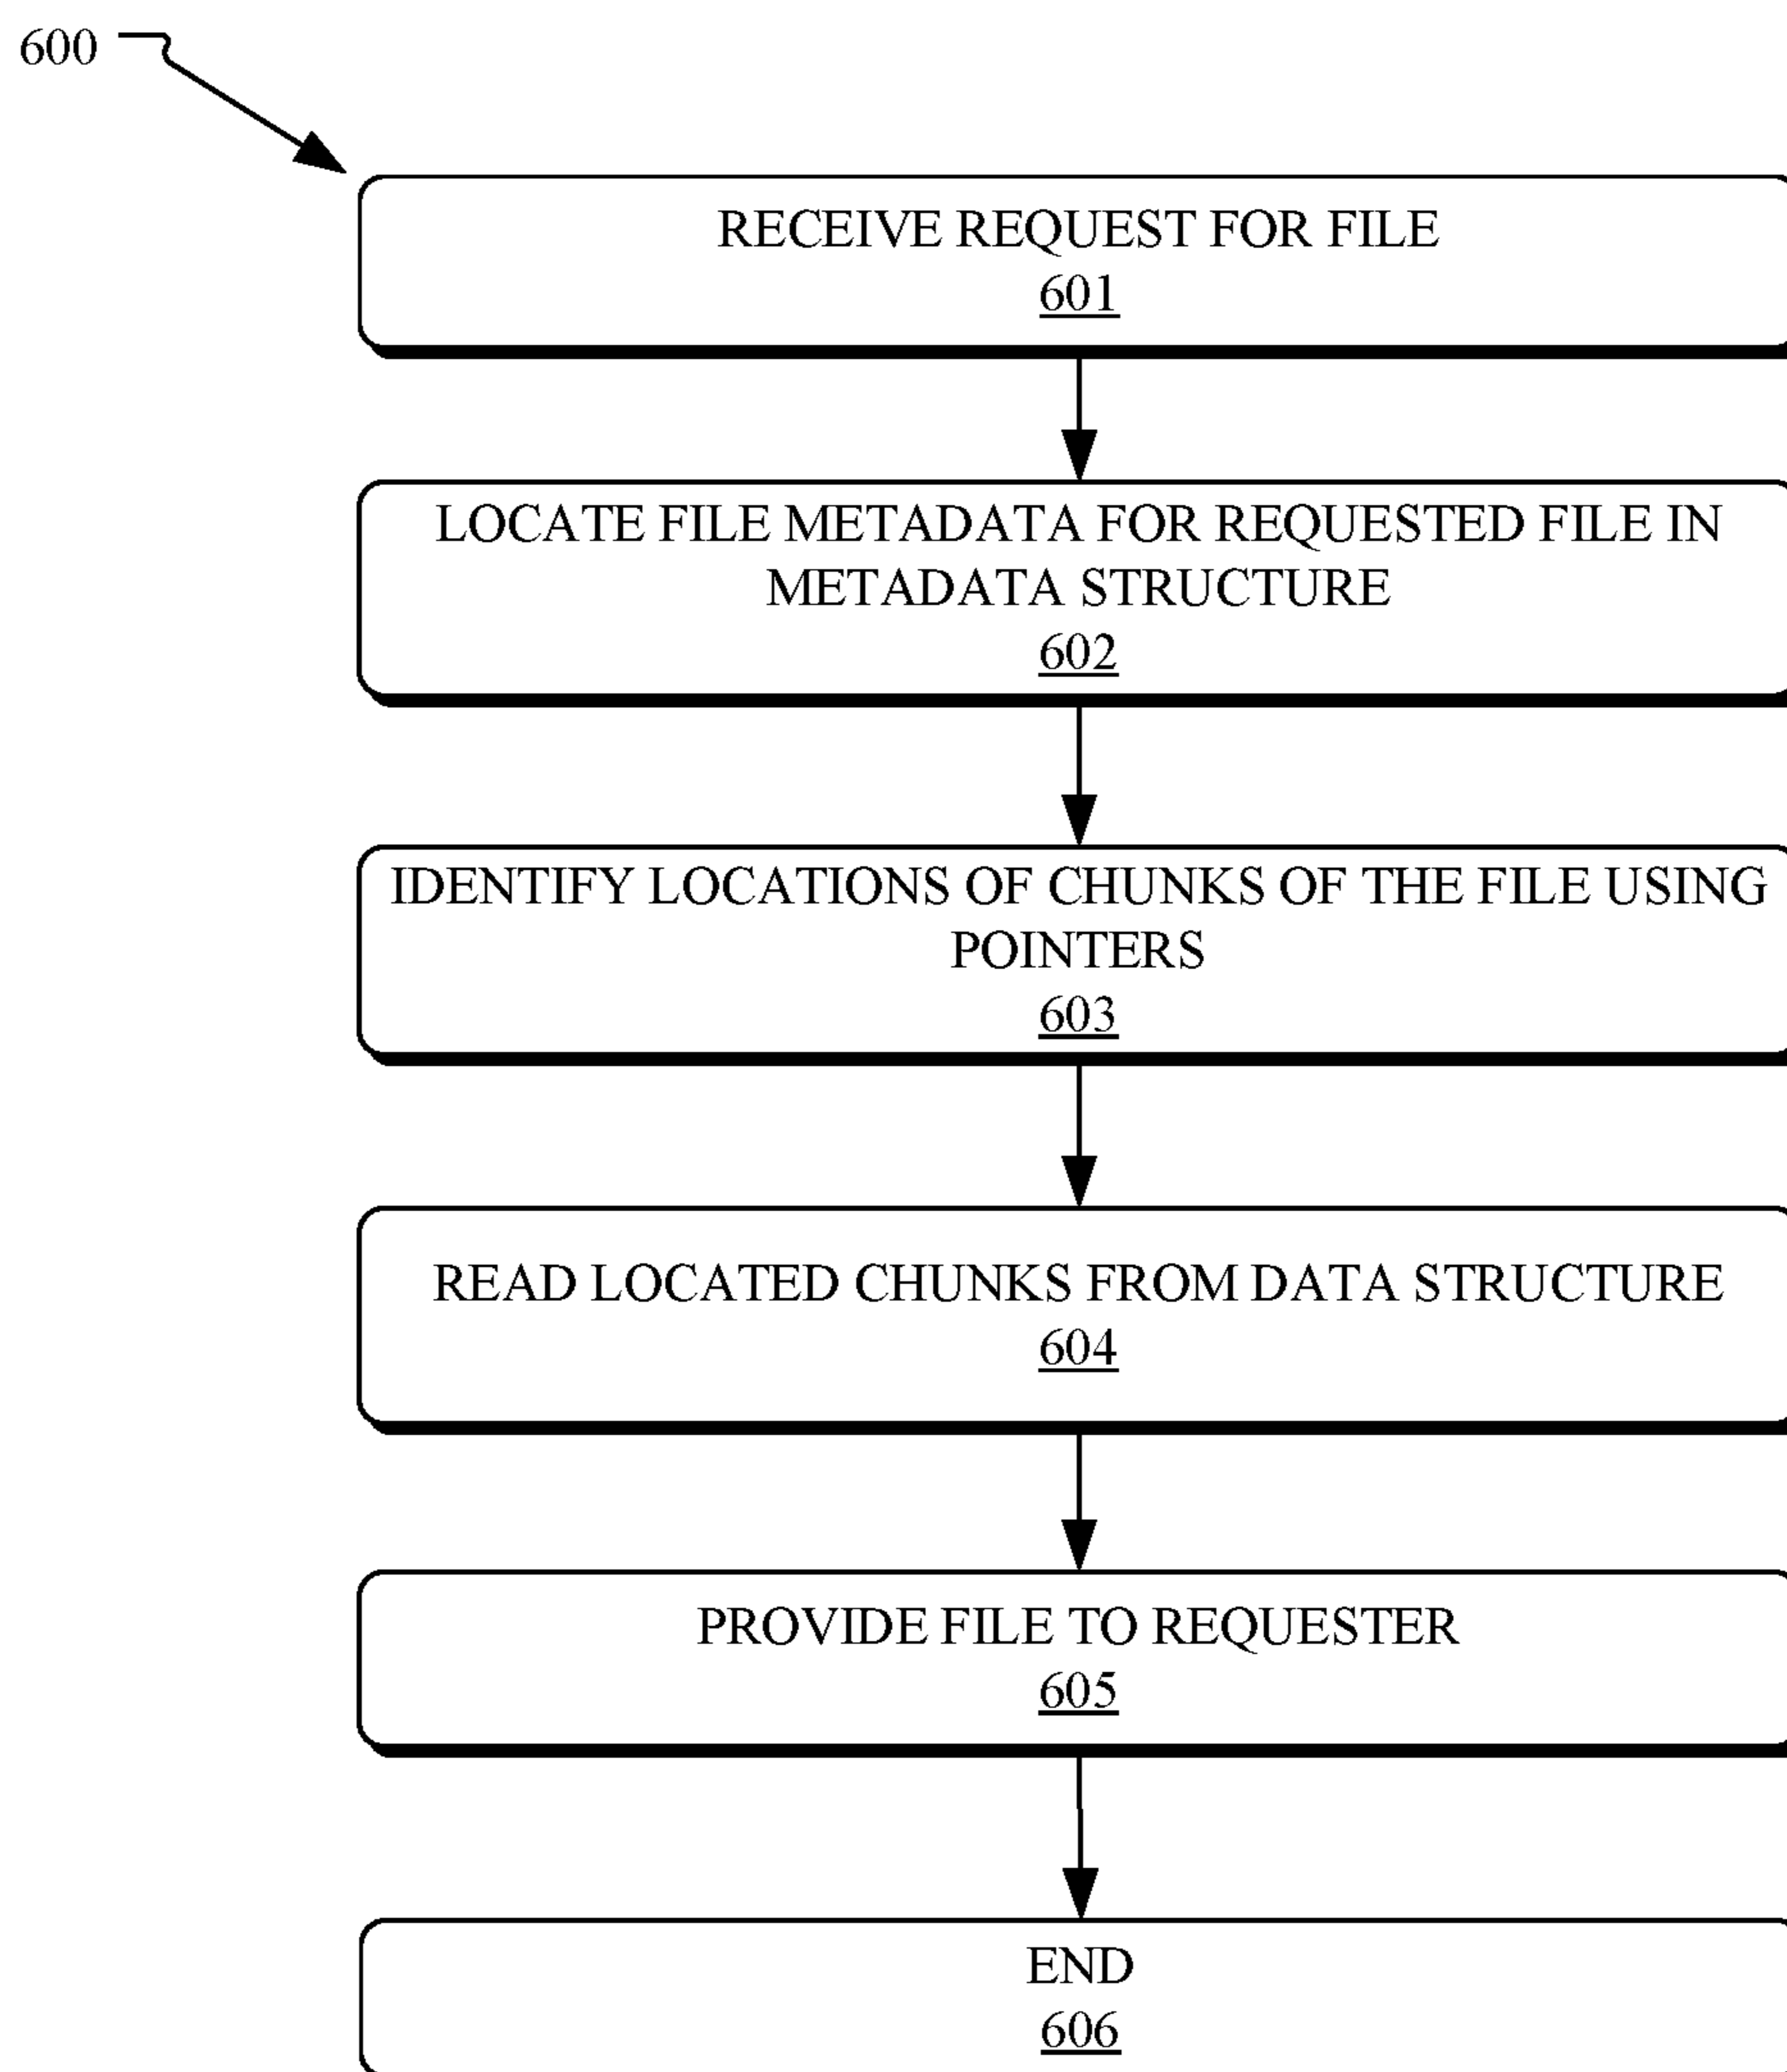 600
RECEIVE REQUEST FOR FILE
601
LOCATE FILE METADATA FOR REQUESTED FILE IN
METADATA STRUCTURE
602
IDENTIFY LOCATIONS OF CHUNKS OF THE FILE USING
POINTERS
603
READ LOCATED CHUNKS FROM DATA STRUCTURE
604
PROVIDE FILE TO REQUESTER
605
END
606